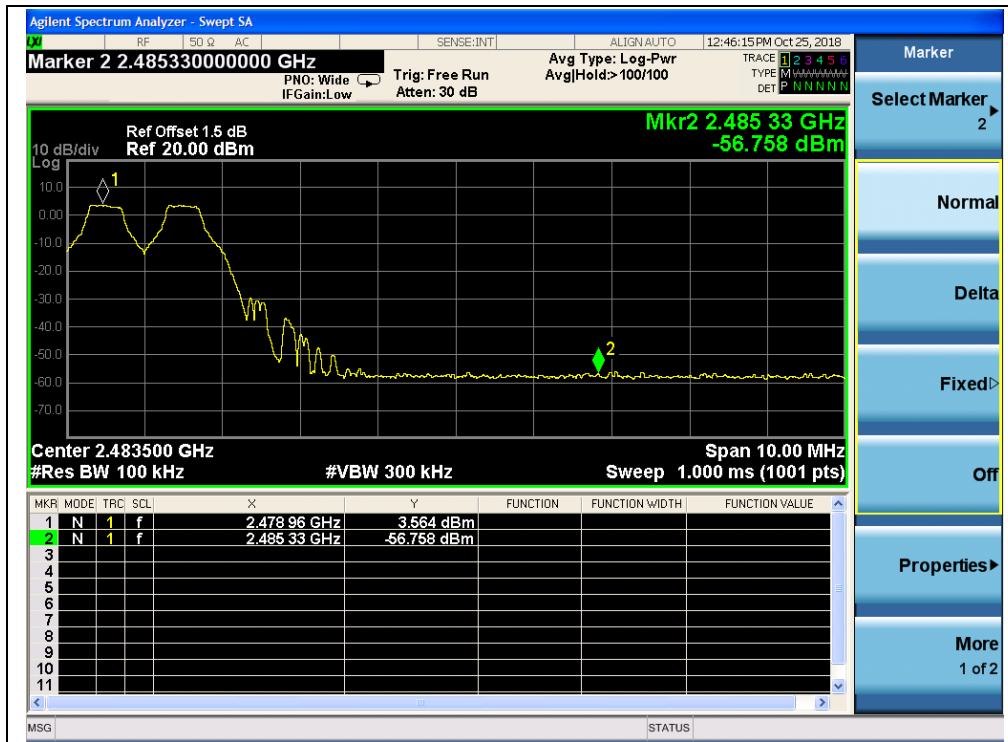 Agilent Spectrum Analyzer - Swept SA
LXI RF 50 Ω AC SENSE:INT ALIGN AUTO 12:46:15 PM Oct 25, 2018
Marker 2 2.485330000000 GHz
PNO: Wide
IFGain:Low
Trig: Free Run
Atten: 30 dB
Avg Type: Log-Pwr
Avg|Hold:>100/100
TRACE 1 2 3 4 5 6
TYPE M WWWWW
DET P N N N N N
Mkr2 2.485 33 GHz
-56.758 dBm
Ref Offset 1.5 dB
10 dB/div Ref 20.00 dBm
Log
10.0
0.00
-10.0
-20.0
-30.0
-40.0
-50.0
-60.0
-70.0
1
2
Center 2.483500 GHz Span 10.00 MHz
#Res BW 100 kHz #VBW 300 kHz Sweep 1.000 ms (1001 pts)
MKR MODE TRC SCL X Y FUNCTION FUNCTION WIDTH FUNCTION VALUE
1 N 1 f 2.478 96 GHz 3.564 dBm
2 N 1 f 2.485 33 GHz -56.758 dBm
3
4
5
6
7
8
9
10
11
MSG STATUS
Marker
Select Marker
2
Normal
Delta
Fixed
Off
Properties
More
1 of 2